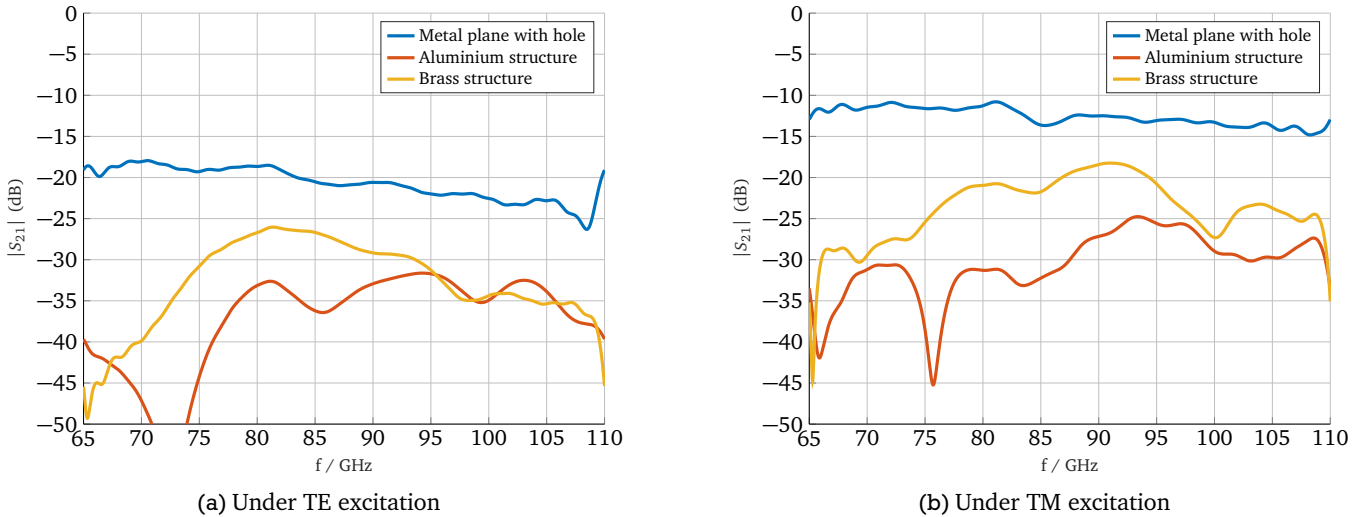 0
−5
−10
−15
−20
−25
−30
−35
−40
−45
−50
65 70 75 80 85 90 95 100 105 110
f / GHz
|S21| (dB)
Metal plane with hole
Aluminium structure
Brass structure
(a) Under TE excitation
0
−5
−10
−15
−20
−25
−30
−35
−40
−45
−50
65 70 75 80 85 90 95 100 105 110
f / GHz
|S21| (dB)
Metal plane with hole
Aluminium structure
Brass structure
(b) Under TM excitation